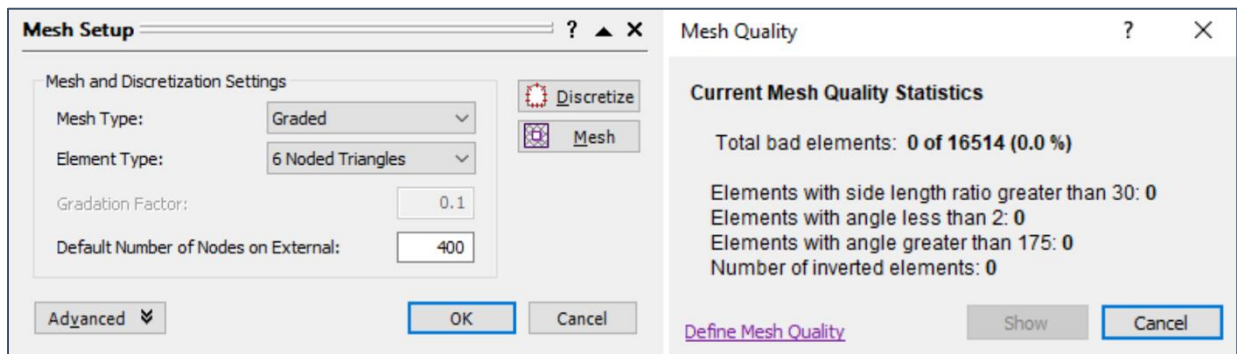 Mesh Setup ? ▲ ✕
Mesh and Discretization Settings
Mesh Type: Graded
Element Type: 6 Noded Triangles
Gradation Factor: 0.1
Default Number of Nodes on External: 400
Discretize
Mesh
Advanced
OK
Cancel
Mesh Quality ? ✕
Current Mesh Quality Statistics
Total bad elements: 0 of 16514 (0.0 %)
Elements with side length ratio greater than 30: 0
Elements with angle less than 2: 0
Elements with angle greater than 175: 0
Number of inverted elements: 0
Define Mesh Quality
Show
Cancel